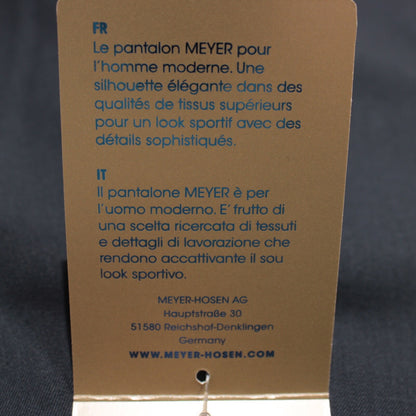 FR
Le pantalon MEYER pour
l'homme moderne. Une
silhouette élégante dans des
qualités de tissus supérieurs
pour un look sportif avec des
détails sophistiqués.
IT
Il pantalone MEYER è per
l'uomo moderno. E' frutto di
una scelta ricercata di tessuti
e dettagli di lavorazione che
rendono accattivante il sou
look sportivo.
MEYER-HOSEN AG
Hauptstraße 30
51580 Reichshof-Denklingen
Germany
WWW.MEYER-HOSEN.COM